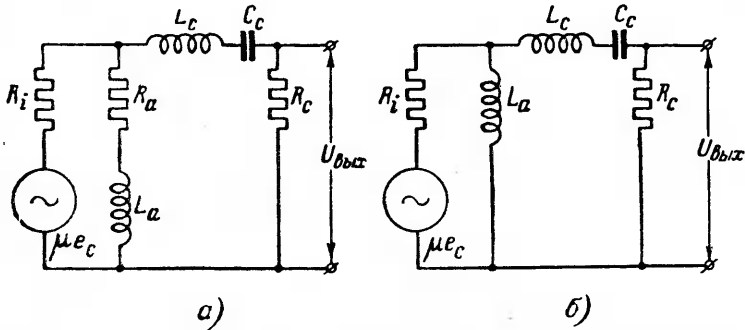 L_c C_c
R_i R_a R_c
L_a
U_вых
μe_c
а)
L_c C_c
R_i L_a R_c
U_вых
μe_c
б)